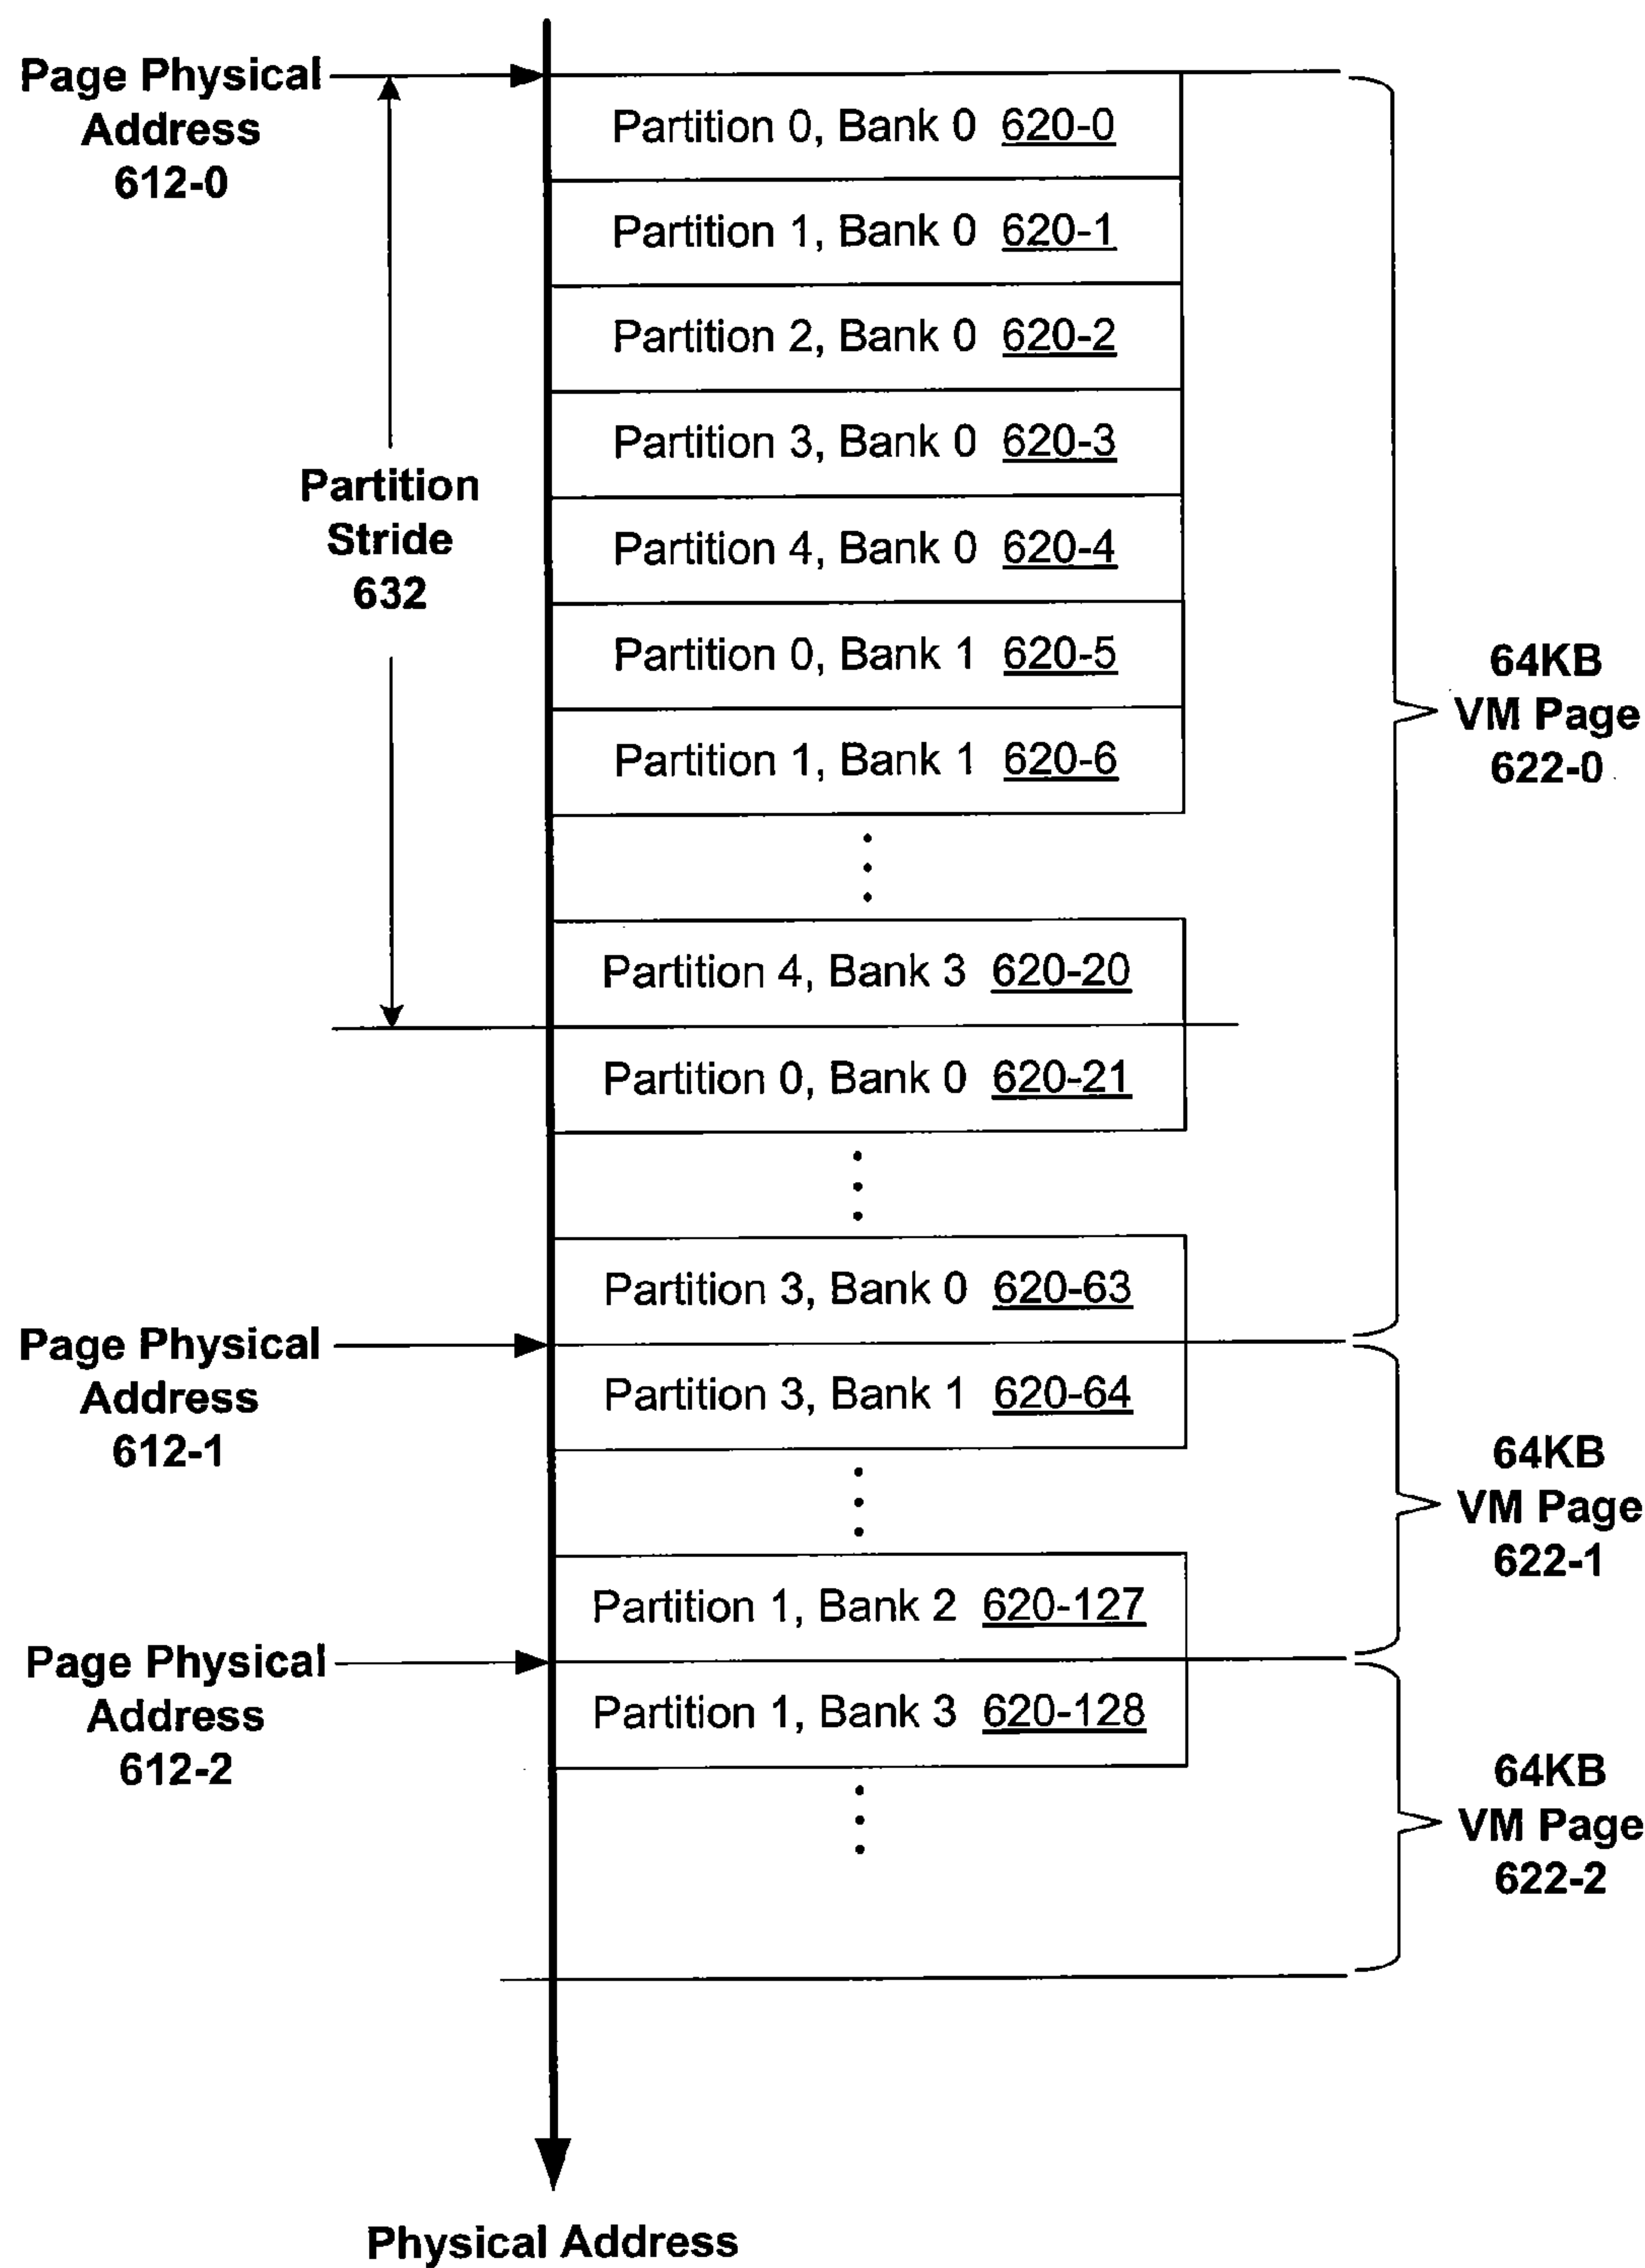 Page Physical
Address
612-0
Partition 0, Bank 0 620-0
Partition 1, Bank 0 620-1
Partition 2, Bank 0 620-2
Partition 3, Bank 0 620-3
Partition
Stride
632
Partition 4, Bank 0 620-4
Partition 0, Bank 1 620-5
Partition 1, Bank 1 620-6
64KB
VM Page
622-0
Partition 4, Bank 3 620-20
Partition 0, Bank 0 620-21
Partition 3, Bank 0 620-63
Page Physical
Address
612-1
Partition 3, Bank 1 620-64
64KB
VM Page
622-1
Partition 1, Bank 2 620-127
Page Physical
Address
612-2
Partition 1, Bank 3 620-128
64KB
VM Page
622-2
Physical Address